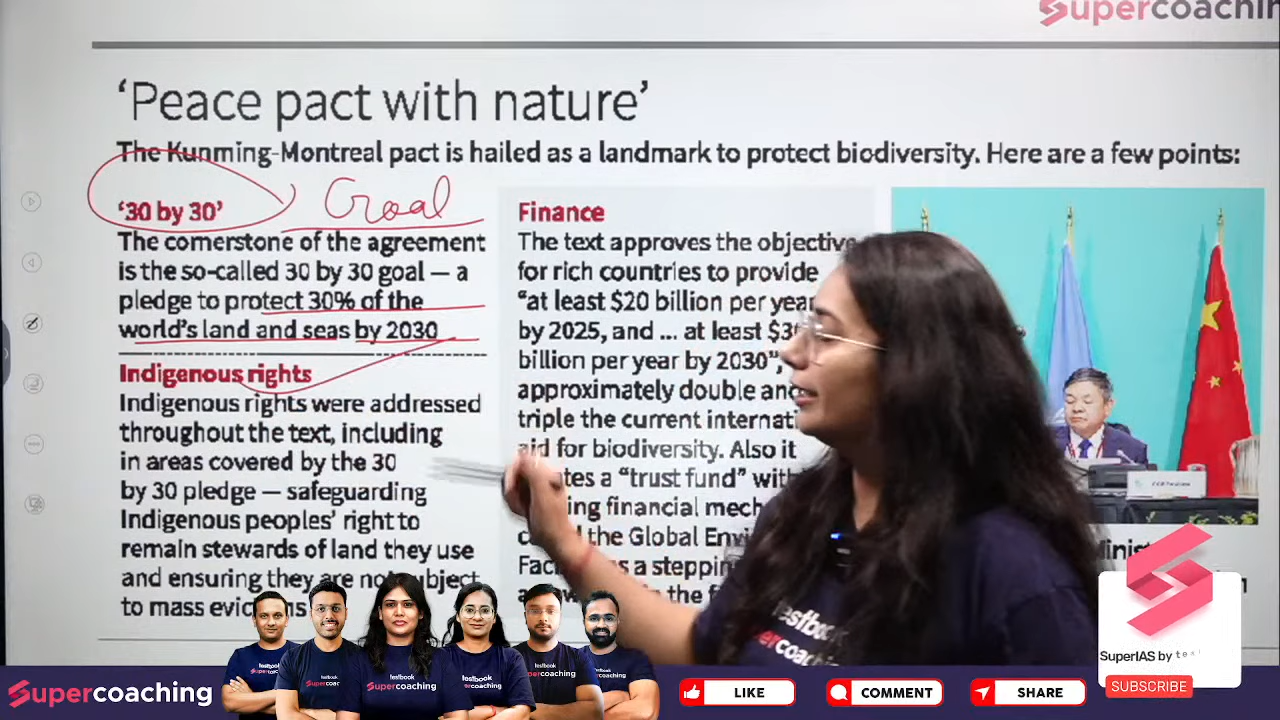 Supercoachin
‘Peace pact with nature’
The Kunming-Montreal pact is hailed as a landmark to protect biodiversity. Here are a few points:
‘30 by 30’
Goal
The cornerstone of the agreement
is the so-called 30 by 30 goal — a
pledge to protect 30% of the
world's land and seas by 2030
Indigenous rights
Indigenous rights were addressed
throughout the text, including
in areas covered by the 30
by 30 pledge — safeguarding
Indigenous peoples’ right to
remain stewards of land they use
and ensuring they are not subject
to mass
Finance
The text approves the objective
for rich countries to provide
“at least $20 billion per year
by 2025, and ... at least
billion per year by 2030”,
approximately double and
triple the current
aid for biodiversity. Also it
a “trust fund”
the Global
as a
the
testbook
Supercoaching
testbook
Supercoaching
Supercoaching
LIKE
COMMENT
SHARE
SuperIAS by
SUBSCRIBE